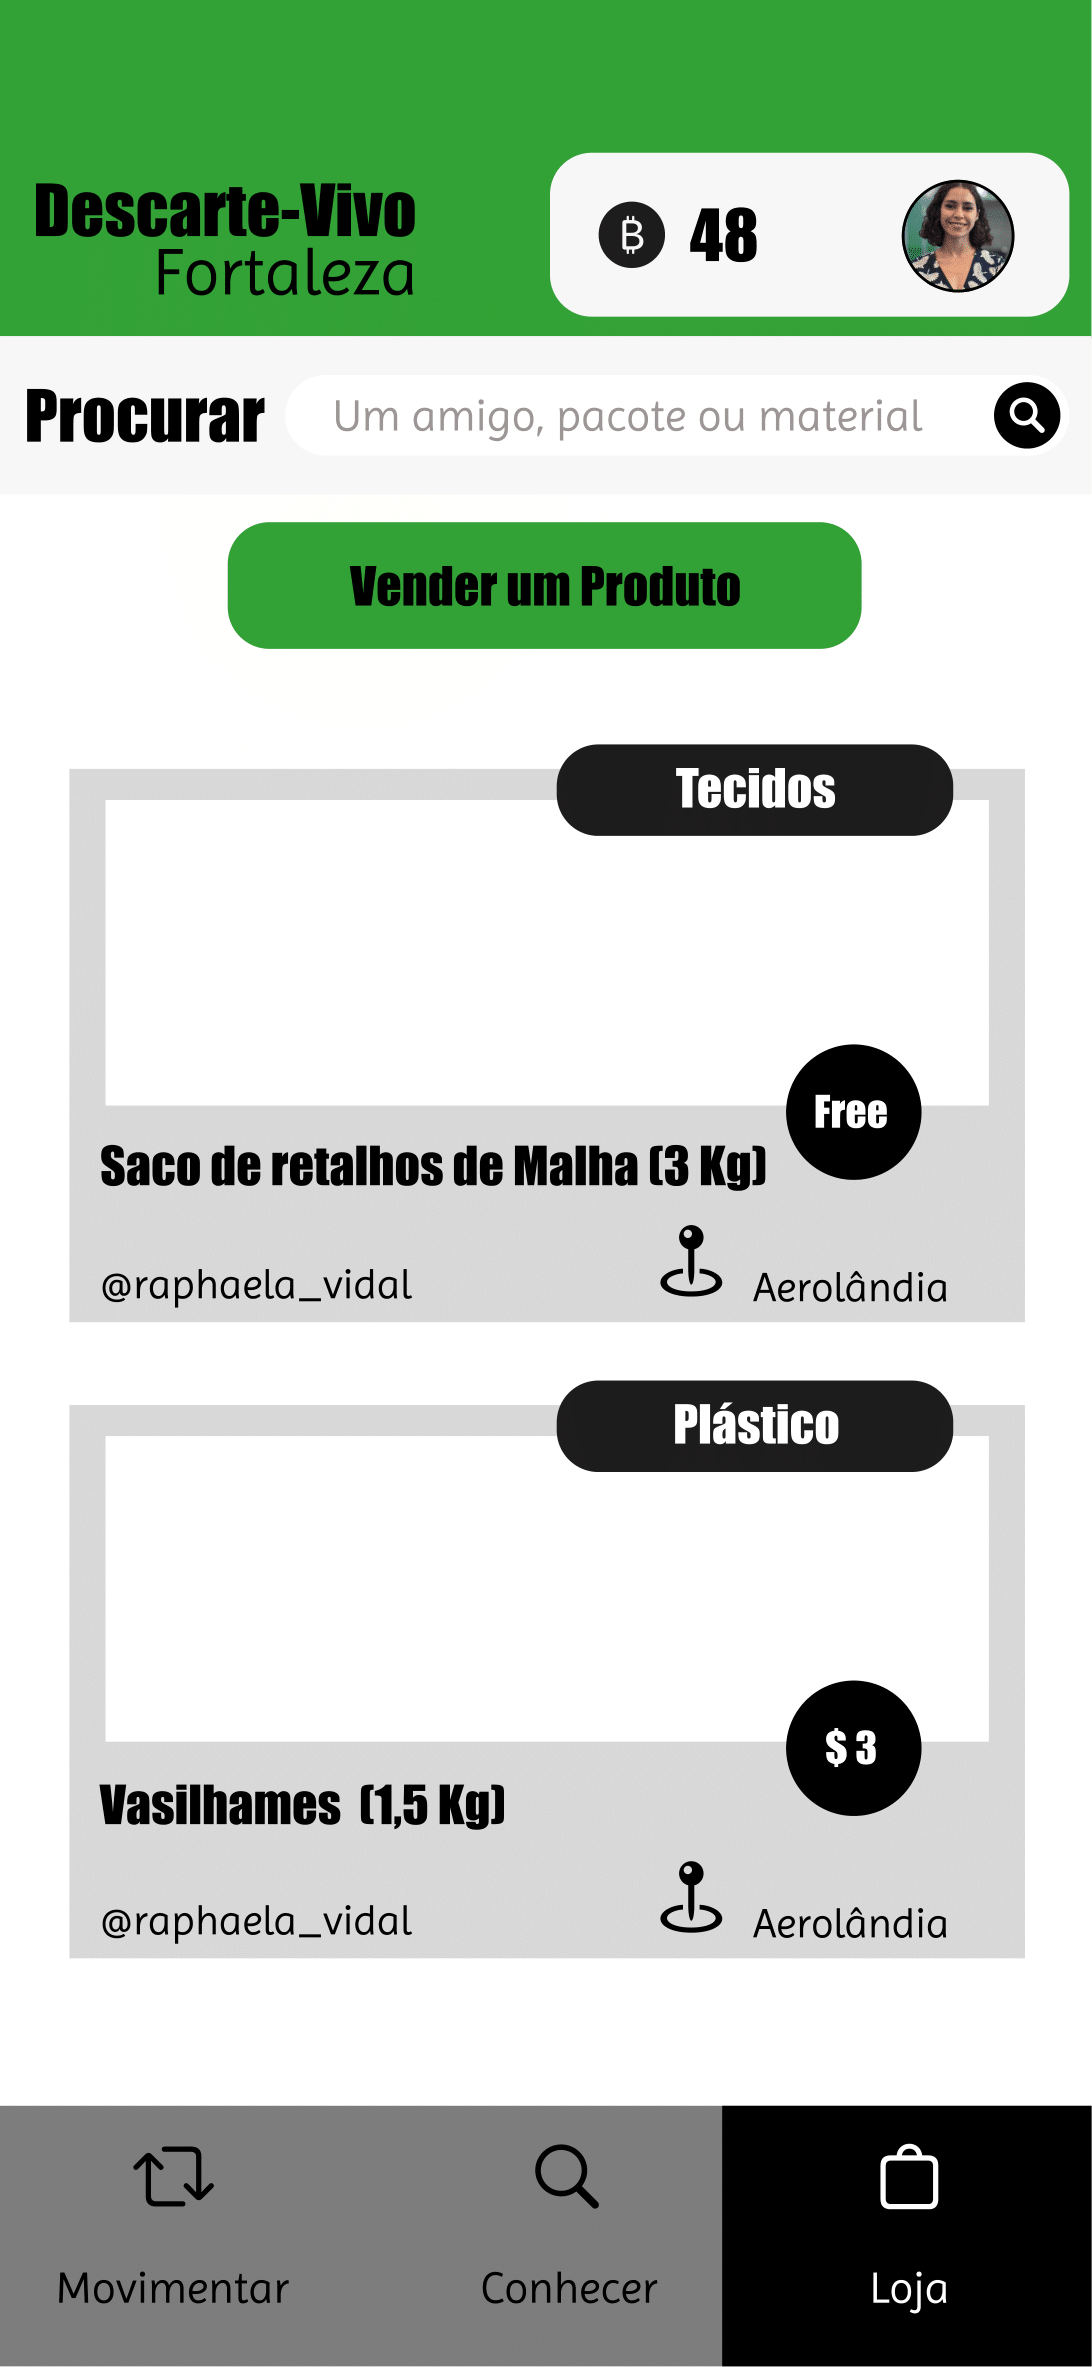 Descarte-Vivo
Fortaleza
48
Procurar
Um amigo, pacote ou material
Vender um Produto
Tecidos
Free
Saco de retalhos de Malha (3 Kg)
@raphaela_vidal
Aerolândia
Plástico
$ 3
Vasilhames (1,5 Kg)
@raphaela_vidal
Aerolândia
Movimentar
Conhecer
Loja